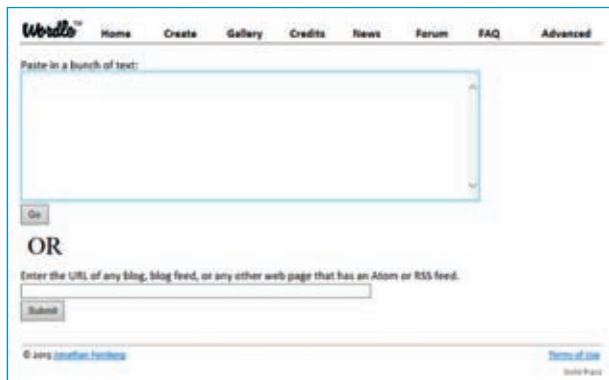 Wordle™ Home Create Gallery Credits News Forum FAQ Advanced
Paste in a bunch of text:
Go
OR
Enter the URL of any blog, blog feed, or any other web page that has an Atom or RSS feed.
Submit
© Jonathan Feinberg Terms of Use